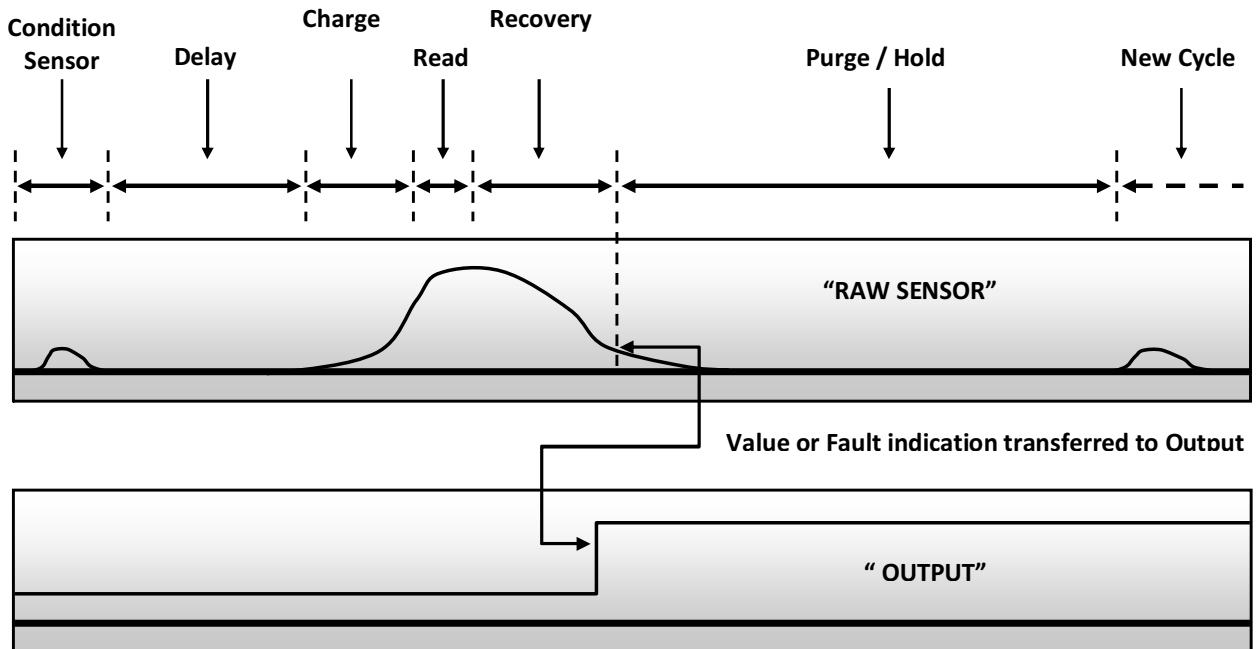 Condition
Sensor
Delay
Charge
Read
Recovery
Purge / Hold
New Cycle
“RAW SENSOR”
Value or Fault indication transferred to Output
“ OUTPUT”